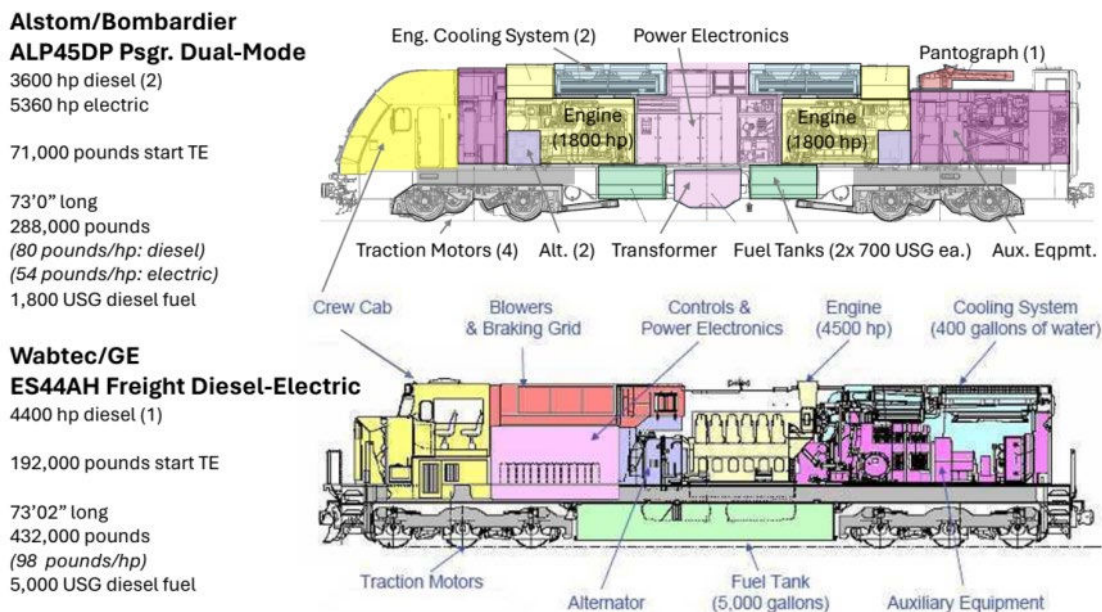 Alstom/Bombardier
ALP45DP Psgr. Dual-Mode
3600 hp diesel (2)
5360 hp electric
71,000 pounds start TE
73’0” long
288,000 pounds
(80 pounds/hp: diesel)
(54 pounds/hp: electric)
1,800 USG diesel fuel
Eng. Cooling System (2)
Power Electronics
Pantograph (1)
Engine
(1800 hp)
Engine
(1800 hp)
Traction Motors (4)
Alt. (2)
Transformer
Fuel Tanks (2x 700 USG ea.)
Aux. Eqpmt.
Wabtec/GE
ES44AH Freight Diesel-Electric
4400 hp diesel (1)
192,000 pounds start TE
73’02” long
432,000 pounds
(98 pounds/hp)
5,000 USG diesel fuel
Crew Cab
Blowers
& Braking Grid
Controls &
Power Electronics
Engine
(4500 hp)
Cooling System
(400 gallons of water)
Traction Motors
Alternator
Fuel Tank
(5,000 gallons)
Auxiliary Equipment